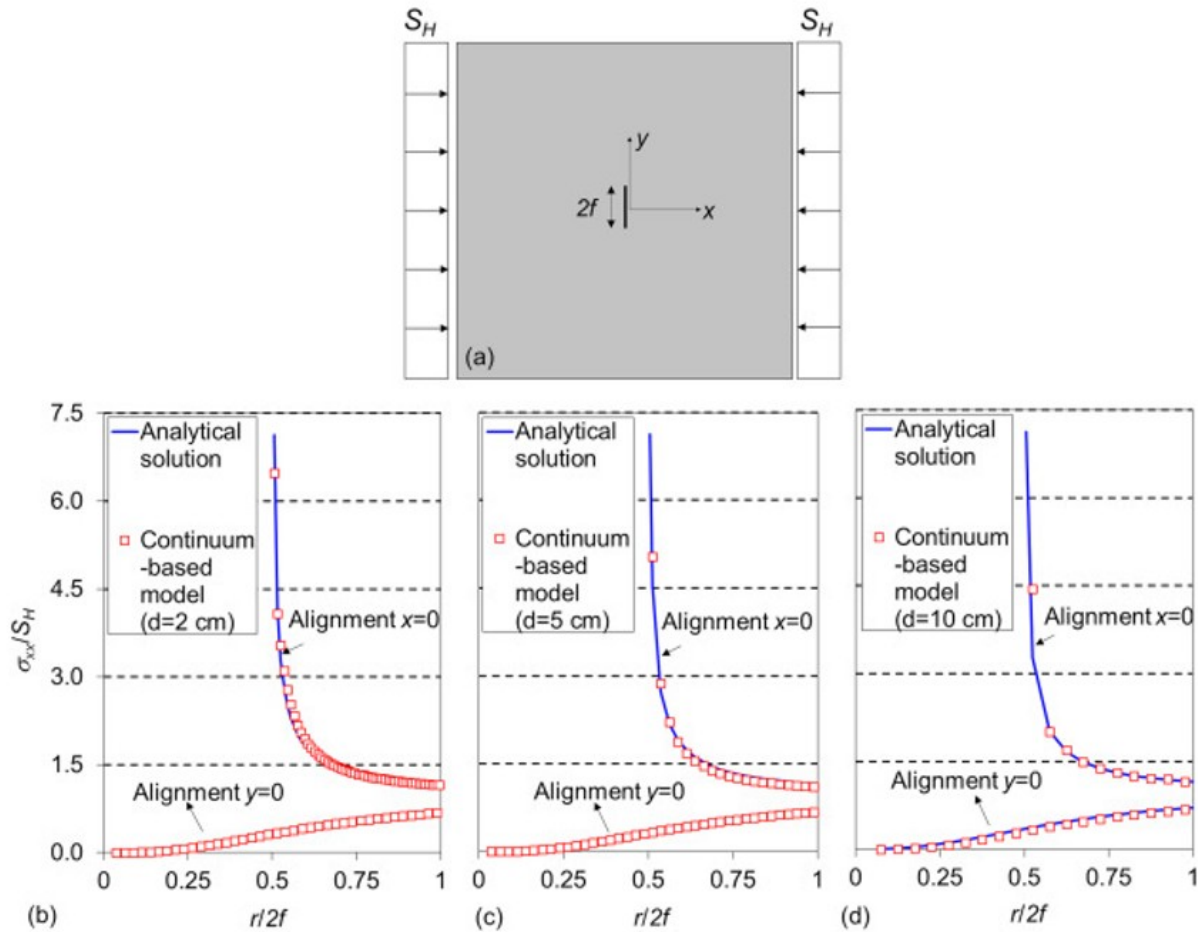 S_H S_H
y
2f
x
(a)
7.5
6.0
4.5
3.0
1.5
0.0
σ_xx/S_H
Analytical
solution
Continuum
-based
model
(d=2 cm)
Alignment x=0
Alignment y=0
0 0.25 0.5 0.75 1
(b) r/2f
Analytical
solution
Continuum
-based
model
(d=5 cm)
Alignment x=0
Alignment y=0
0 0.25 0.5 0.75 1
(c) r/2f
Analytical
solution
Continuum
-based
model
(d=10 cm)
Alignment x=0
Alignment y=0
0 0.25 0.5 0.75 1
(d) r/2f